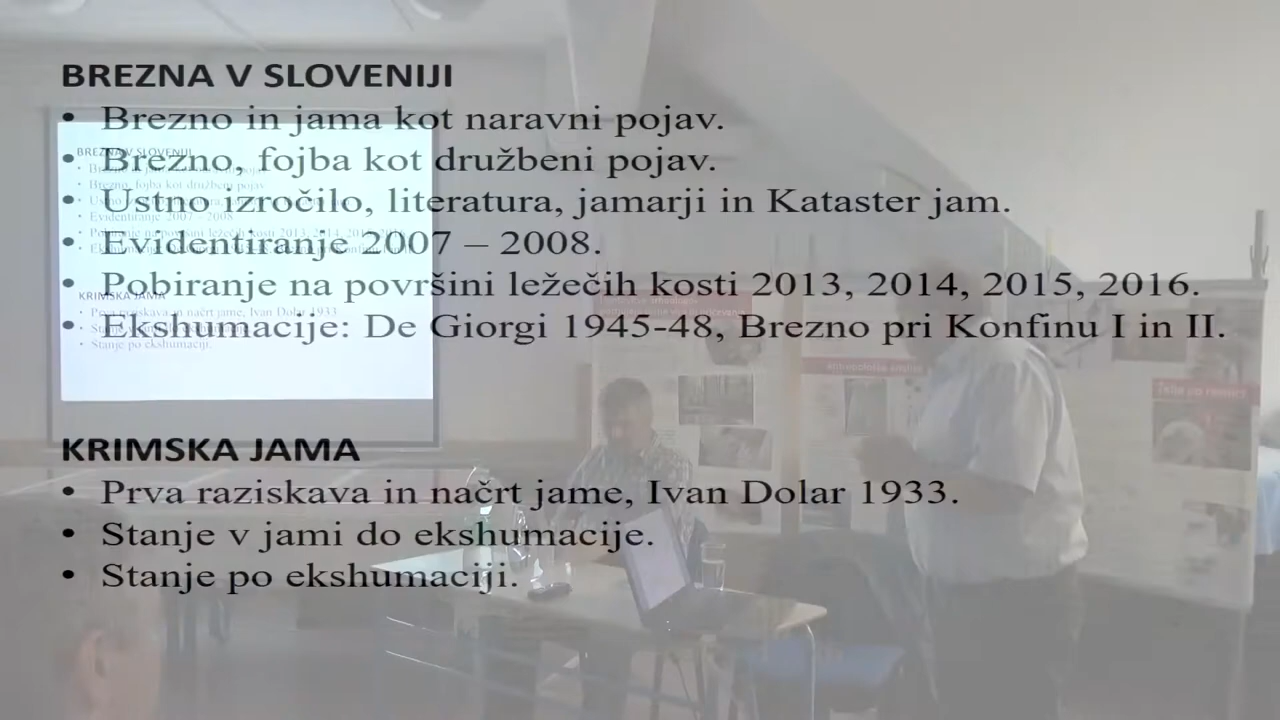 BREZNA V SLOVENIJI
• Brezno in jama kot naravni pojav.
• Brezno, fojba kot družbeni pojav.
• Ustno izročilo, literatura, jamarji in Kataster jam.
• Evidentiranje 2007 – 2008.
• Pobiranje na površini ležečih kosti 2013, 2014, 2015, 2016.
• Ekshumacije: De Giorgi 1945-48, Brezno pri Konfinu I in II.
KRIMSKA JAMA
• Prva raziskava in načrt jame, Ivan Dolar 1933.
• Stanje v jami do ekshumacije.
• Stanje po ekshumaciji.